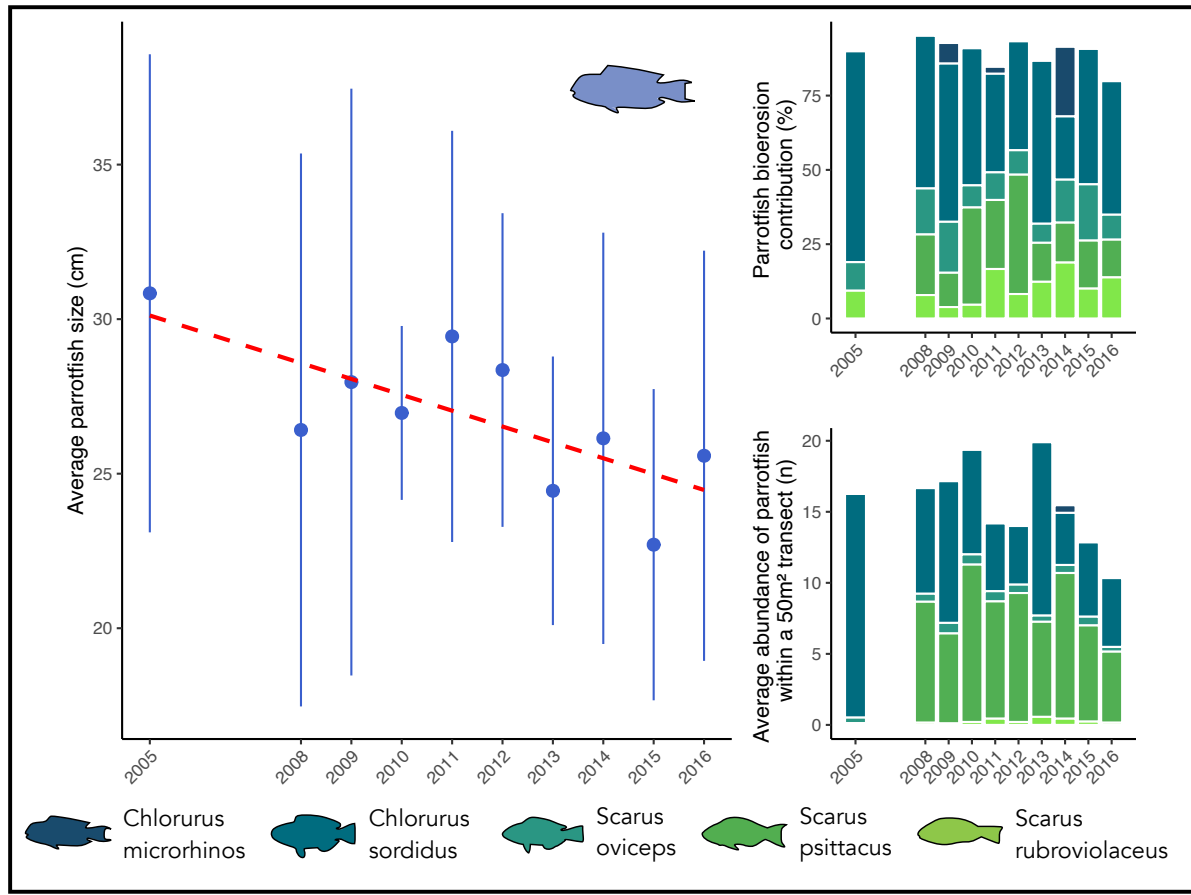 Average parrotfish size (cm)
35
30
25
20
2005
2008
2009
2010
2011
2012
2013
2014
2015
2016
Parrotfish bioerosion
contribution (%)
75
50
25
0
2005
2008
2009
2010
2011
2012
2013
2014
2015
2016
Average abundance of parrotfish
within a 50m² transect (n)
20
15
10
5
0
2005
2008
2009
2010
2011
2012
2013
2014
2015
2016
Chlorurus
microrhinos
Chlorurus
sordidus
Scarus
oviceps
Scarus
psittacus
Scarus
rubroviolaceus